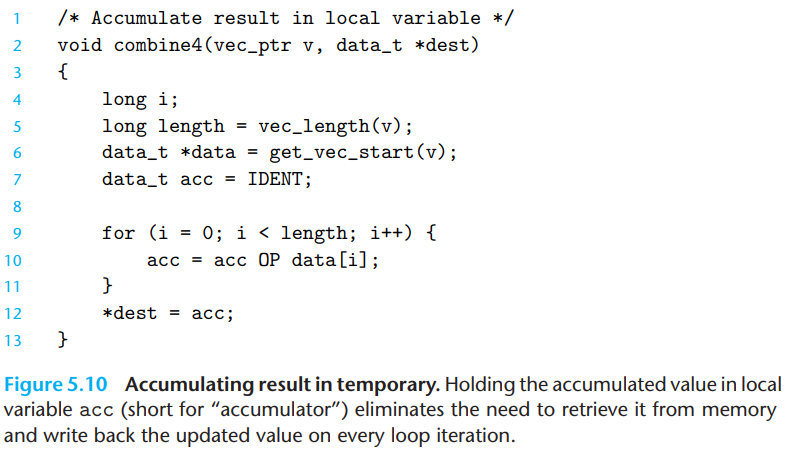 1 /* Accumulate result in local variable */
2 void combine4(vec_ptr v, data_t *dest)
3 {
4     long i;
5     long length = vec_length(v);
6     data_t *data = get_vec_start(v);
7     data_t acc = IDENT;
8
9     for (i = 0; i < length; i++) {
10         acc = acc OP data[i];
11     }
12     *dest = acc;
13 }
Figure 5.10 Accumulating result in temporary. Holding the accumulated value in local
variable acc (short for “accumulator”) eliminates the need to retrieve it from memory
and write back the updated value on every loop iteration.